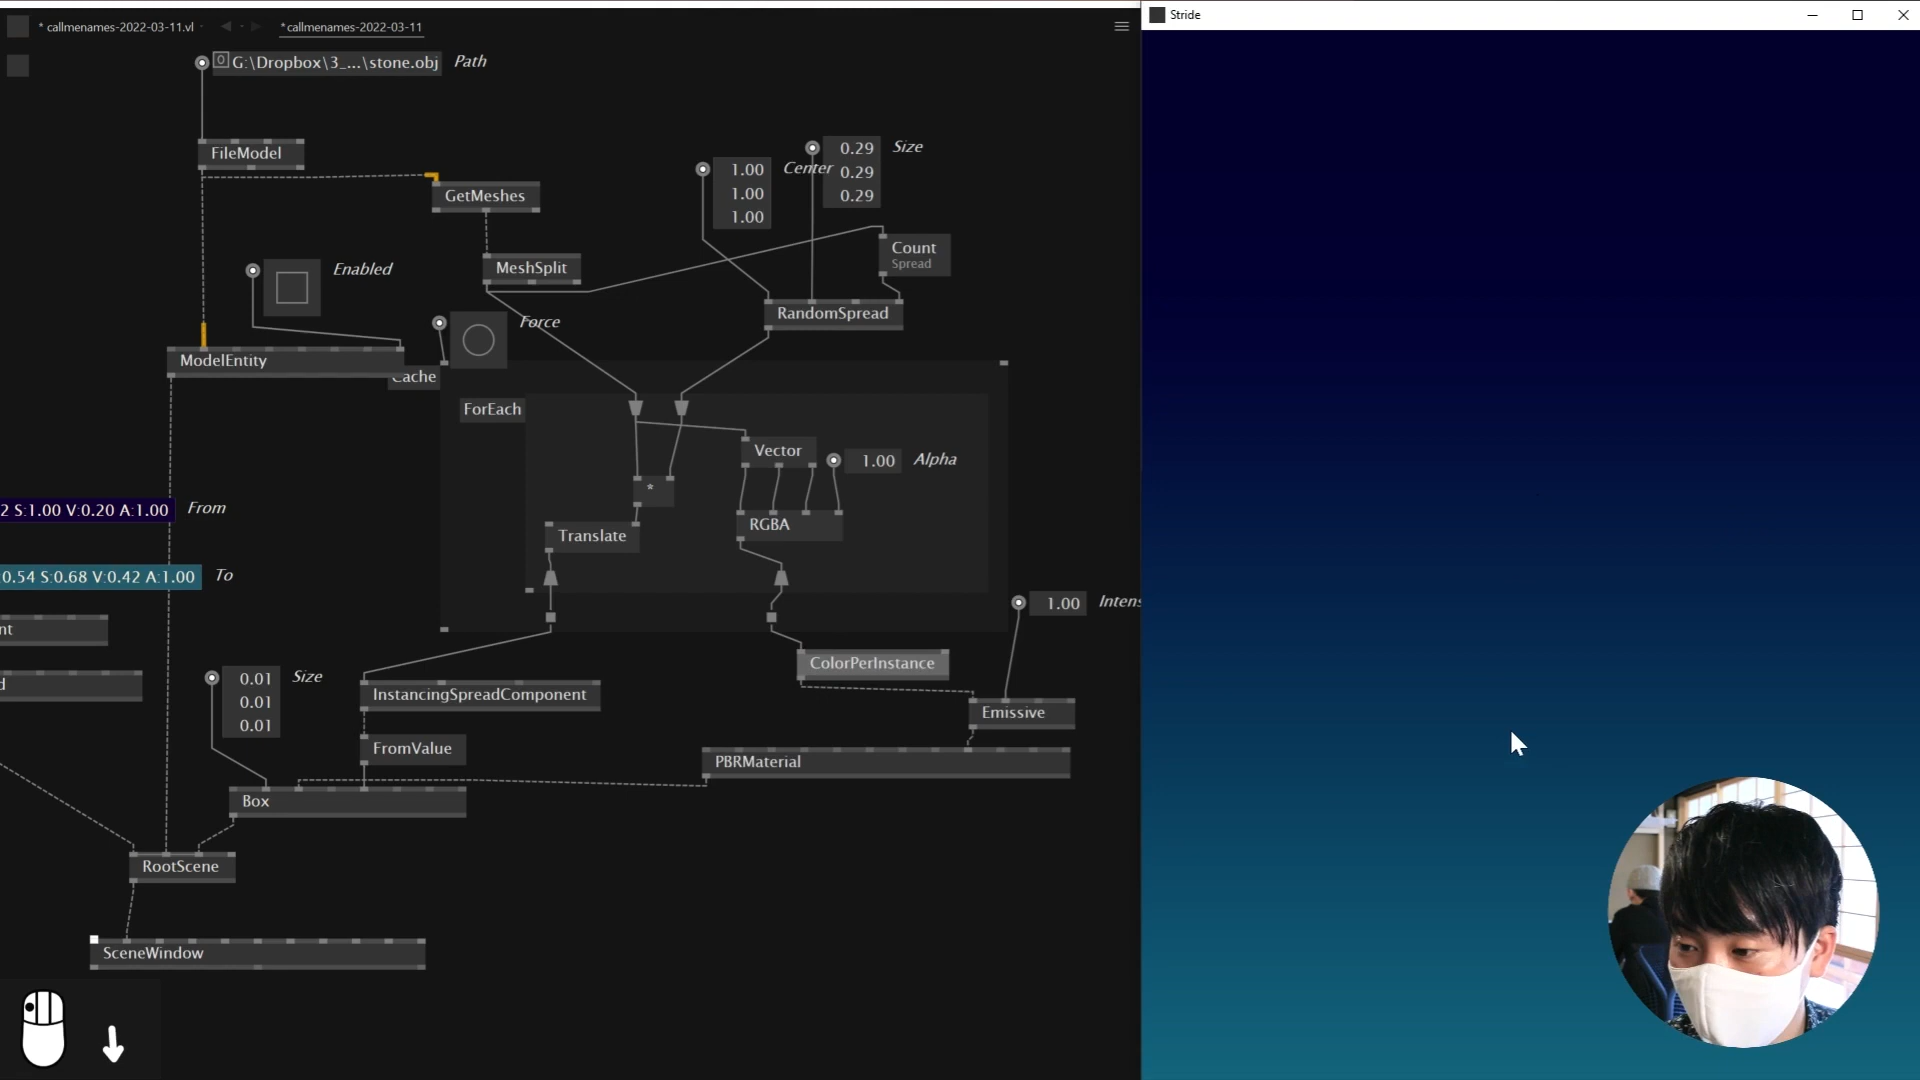 * callmenames-2022-03-11.vl
* callmenames-2022-03-11
Stride
G:\Dropbox\3_...\stone.obj
Path
FileModel
GetMeshes
1.00
1.00
1.00
Center
0.29
0.29
0.29
Size
Count
Spread
Enabled
MeshSplit
RandomSpread
Force
ModelEntity
Cache
ForEach
Vector
1.00
Alpha
*
RGBA
Translate
2 S:1.00 V:0.20 A:1.00
From
0.54 S:0.68 V:0.42 A:1.00
To
nt
d
1.00
Intens
ColorPerInstance
0.01
0.01
0.01
Size
InstancingSpreadComponent
Emissive
FromValue
PBRMaterial
Box
RootScene
SceneWindow